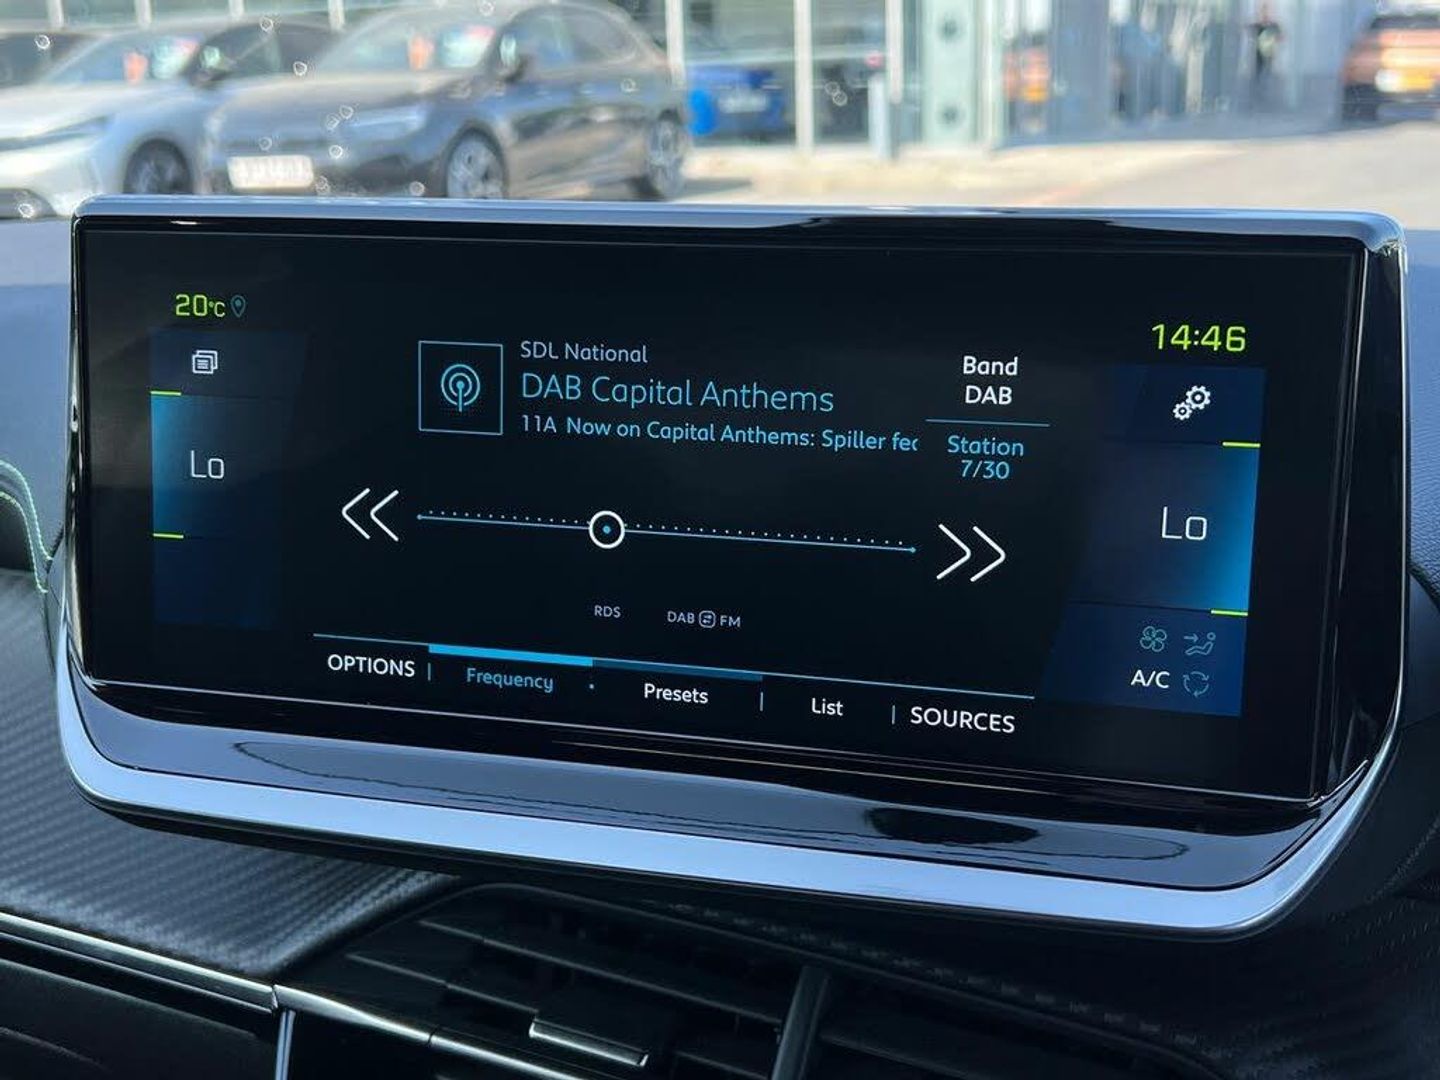 20°C
14:46
SDL National
DAB Capital Anthems
11A Now on Capital Anthems: Spiller fe
Band
DAB
Station
7/30
Lo
Lo
RDS
DAB FM
A/C
OPTIONS | Frequency · Presets | List | SOURCES